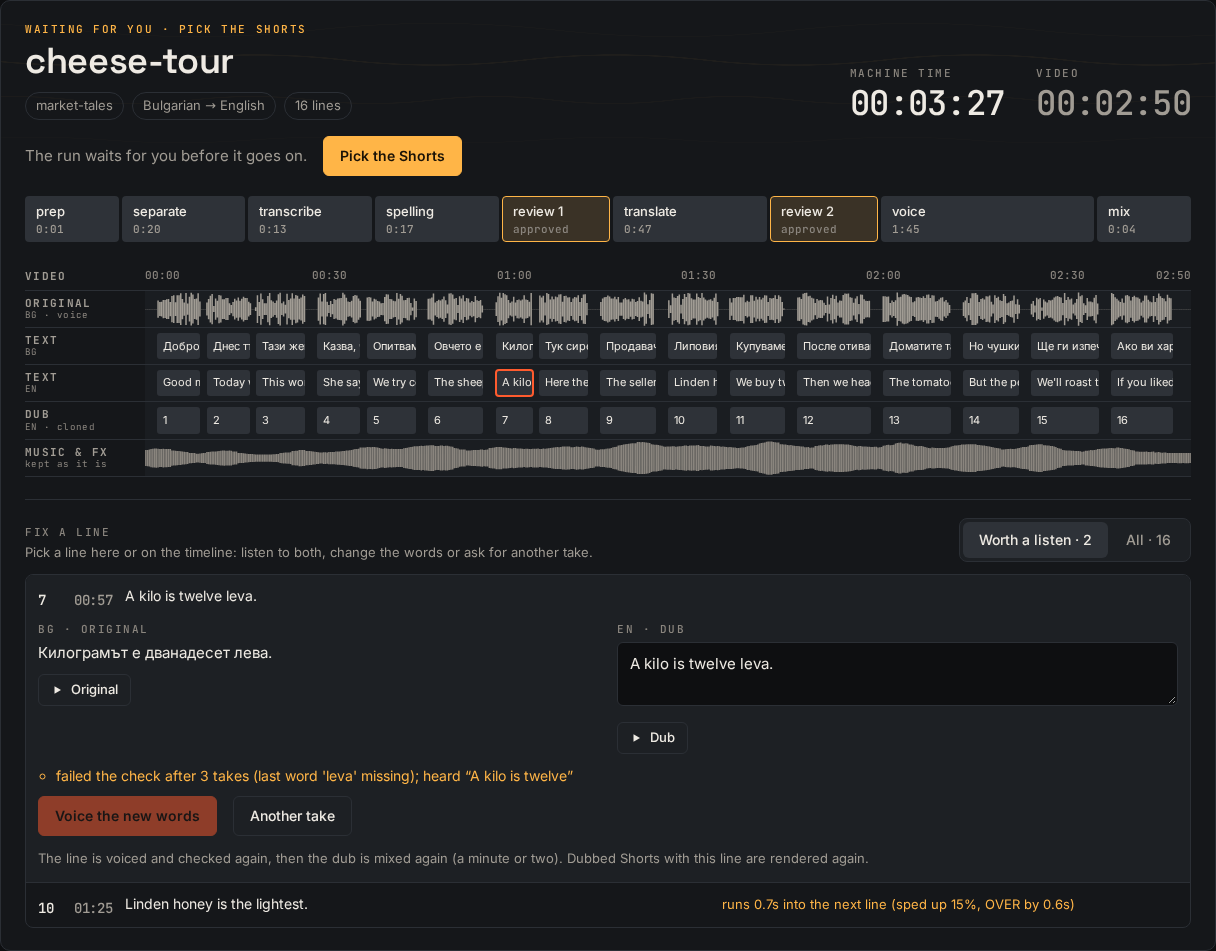 WAITING FOR YOU · PICK THE SHORTS
cheese-tour
market-tales
Bulgarian → English
16 lines
MACHINE TIME
00:03:27
VIDEO
00:02:50
The run waits for you before it goes on.
Pick the Shorts
prep
0:01
separate
0:20
transcribe
0:13
spelling
0:17
review 1
approved
translate
0:47
review 2
approved
voice
1:45
mix
0:04
VIDEO
00:00 00:30 01:00 01:30 02:00 02:30 02:50
ORIGINAL
BG · voice
TEXT
BG
Добро Днес Тази же Казва, Опитвам Овчето е Килог Тук сир Продавач Липови Купуваме После отива Доматите Но чушки Ще ги изпеч Ако ви хар
TEXT
EN
Good Today This wo She say We try c The shee A kilo Here the The seller Linden h We buy tw Then we hea The tomato But the pe We'll roast t If you liked
DUB
EN · cloned
1 2 3 4 5 6 7 8 9 10 11 12 13 14 15 16
MUSIC & FX
kept as it is
FIX A LINE
Pick a line here or on the timeline: listen to both, change the words or ask for another take.
Worth a listen · 2
All · 16
7 00:57 A kilo is twelve leva.
BG · ORIGINAL
Килограмът е дванадесет лева.
Original
EN · DUB
A kilo is twelve leva.
Dub
failed the check after 3 takes (last word 'leva' missing); heard “A kilo is twelve”
Voice the new words
Another take
The line is voiced and checked again, then the dub is mixed again (a minute or two). Dubbed Shorts with this line are rendered again.
10 01:25 Linden honey is the lightest.
runs 0.7s into the next line (sped up 15%, OVER by 0.6s)